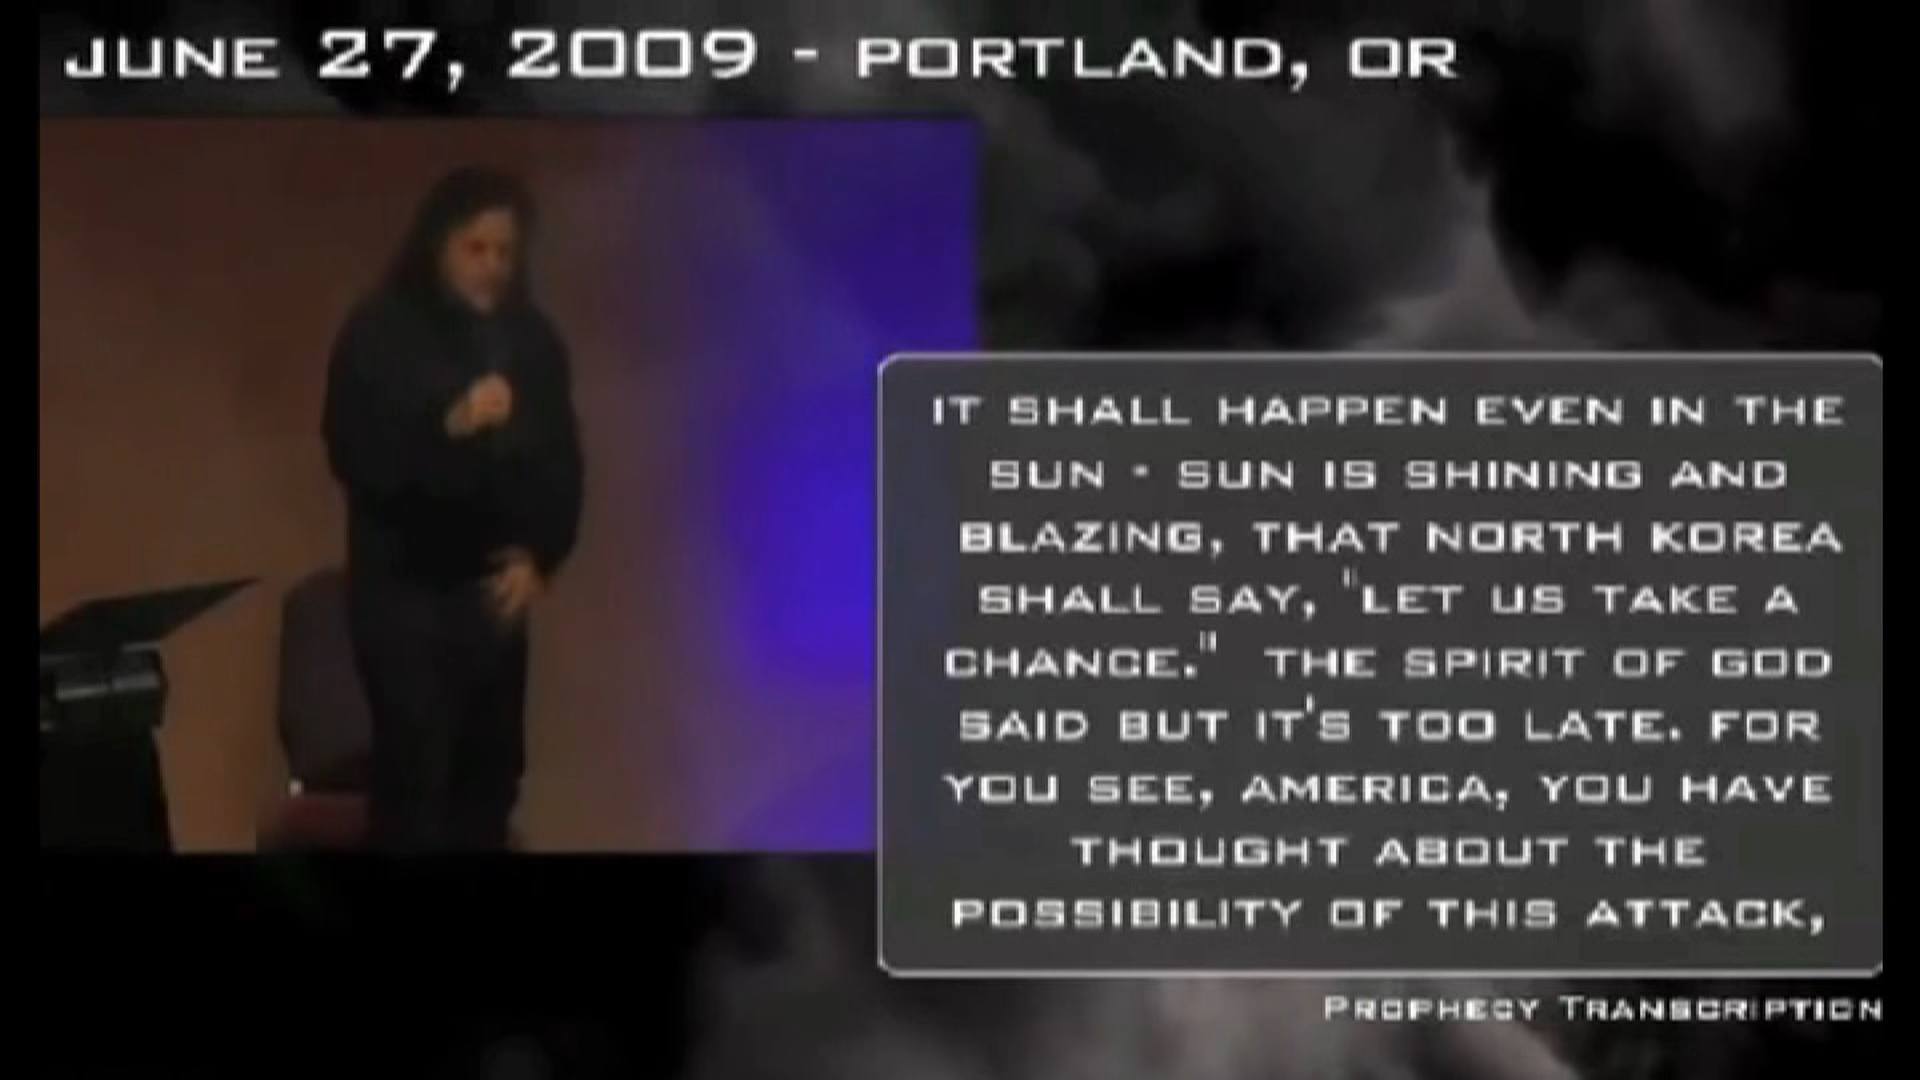 JUNE 27, 2009 - PORTLAND, OR
IT SHALL HAPPEN EVEN IN THE
SUN - SUN IS SHINING AND
BLAZING, THAT NORTH KOREA
SHALL SAY, "LET US TAKE A
CHANCE." THE SPIRIT OF GOD
SAID BUT IT'S TOO LATE. FOR
YOU SEE, AMERICA, YOU HAVE
THOUGHT ABOUT THE
POSSIBILITY OF THIS ATTACK,
PROPHECY TRANSCRIPTION